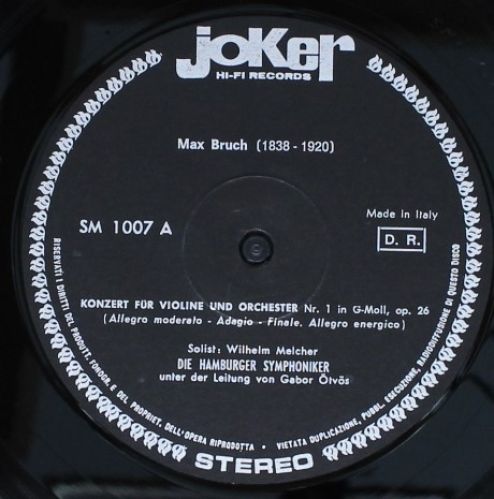 joker
HI-FI RECORDS
Max Bruch (1838 - 1920)
SM 1007 A
Made in Italy
D. R.
KONZERT FÜR VIOLINE UND ORCHESTER Nr. 1 in G-Moll, op. 26
(Allegro moderato - Adagio - Finale. Allegro energico)
Solist: Wilhelm Melcher
DIE HAMBURGER SYMPHONIKER
unter der Leitung von Gabor Ötvös
RISERVATI I DIRITTI DEL PRODUTT. FONOGR. E DEL PROPRIET. DELL'OPERA RIPRODOTTA - VIETATA DUPLICAZIONE, PUBBL. ESECUZIONE, RADIODIFFUSIONE DI QUESTO DISCO
STEREO